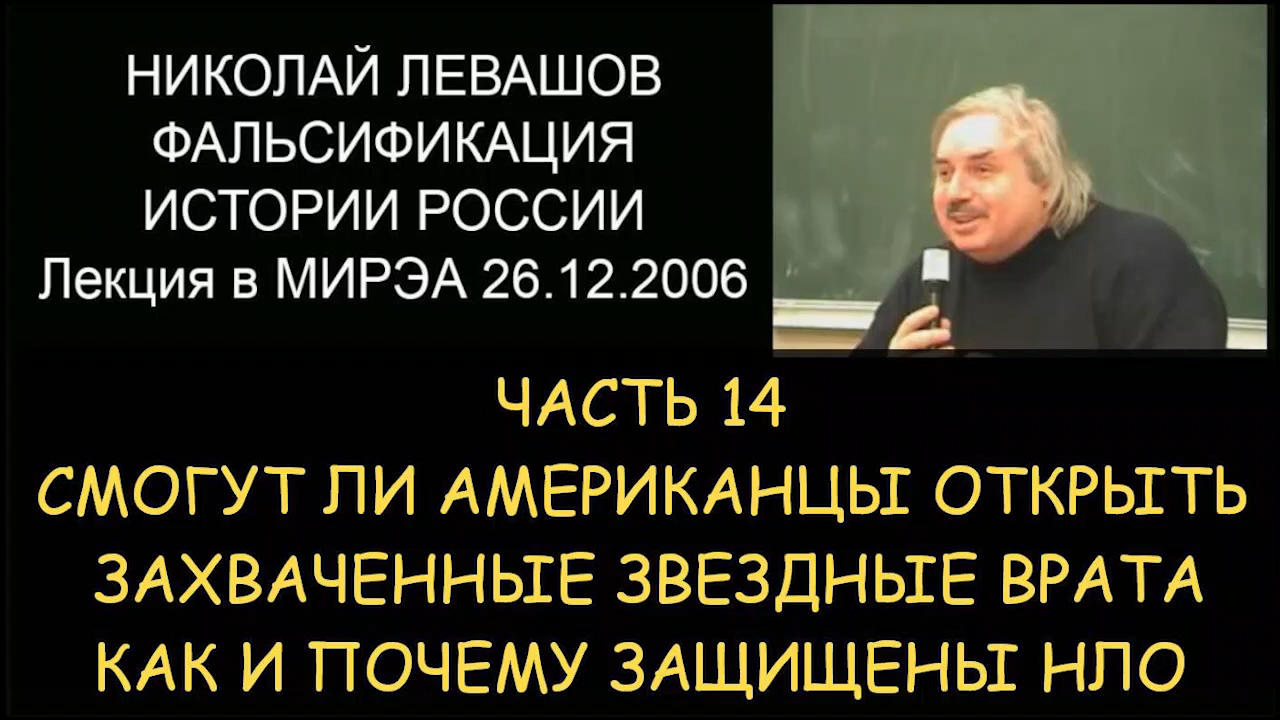 НИКОЛАЙ ЛЕВАШОВ
ФАЛЬСИФИКАЦИЯ
ИСТОРИИ РОССИИ
Лекция в МИРЭА 26.12.2006
ЧАСТЬ 14
СМОГУТ ЛИ АМЕРИКАНЦЫ ОТКРЫТЬ
ЗАХВАЧЕННЫЕ ЗВЕЗДНЫЕ ВРАТА
КАК И ПОЧЕМУ ЗАЩИЩЕНЫ НЛО